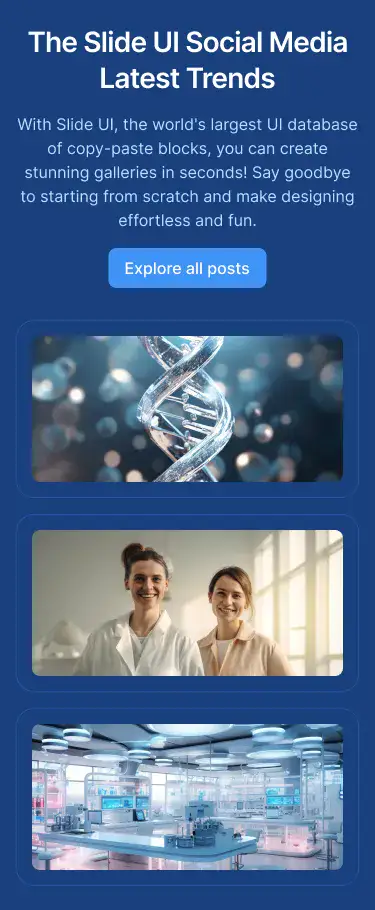 The Slide UI Social Media
Latest Trends
With Slide UI, the world's largest UI database
of copy-paste blocks, you can create
stunning galleries in seconds! Say goodbye
to starting from scratch and make designing
effortless and fun.
Explore all posts